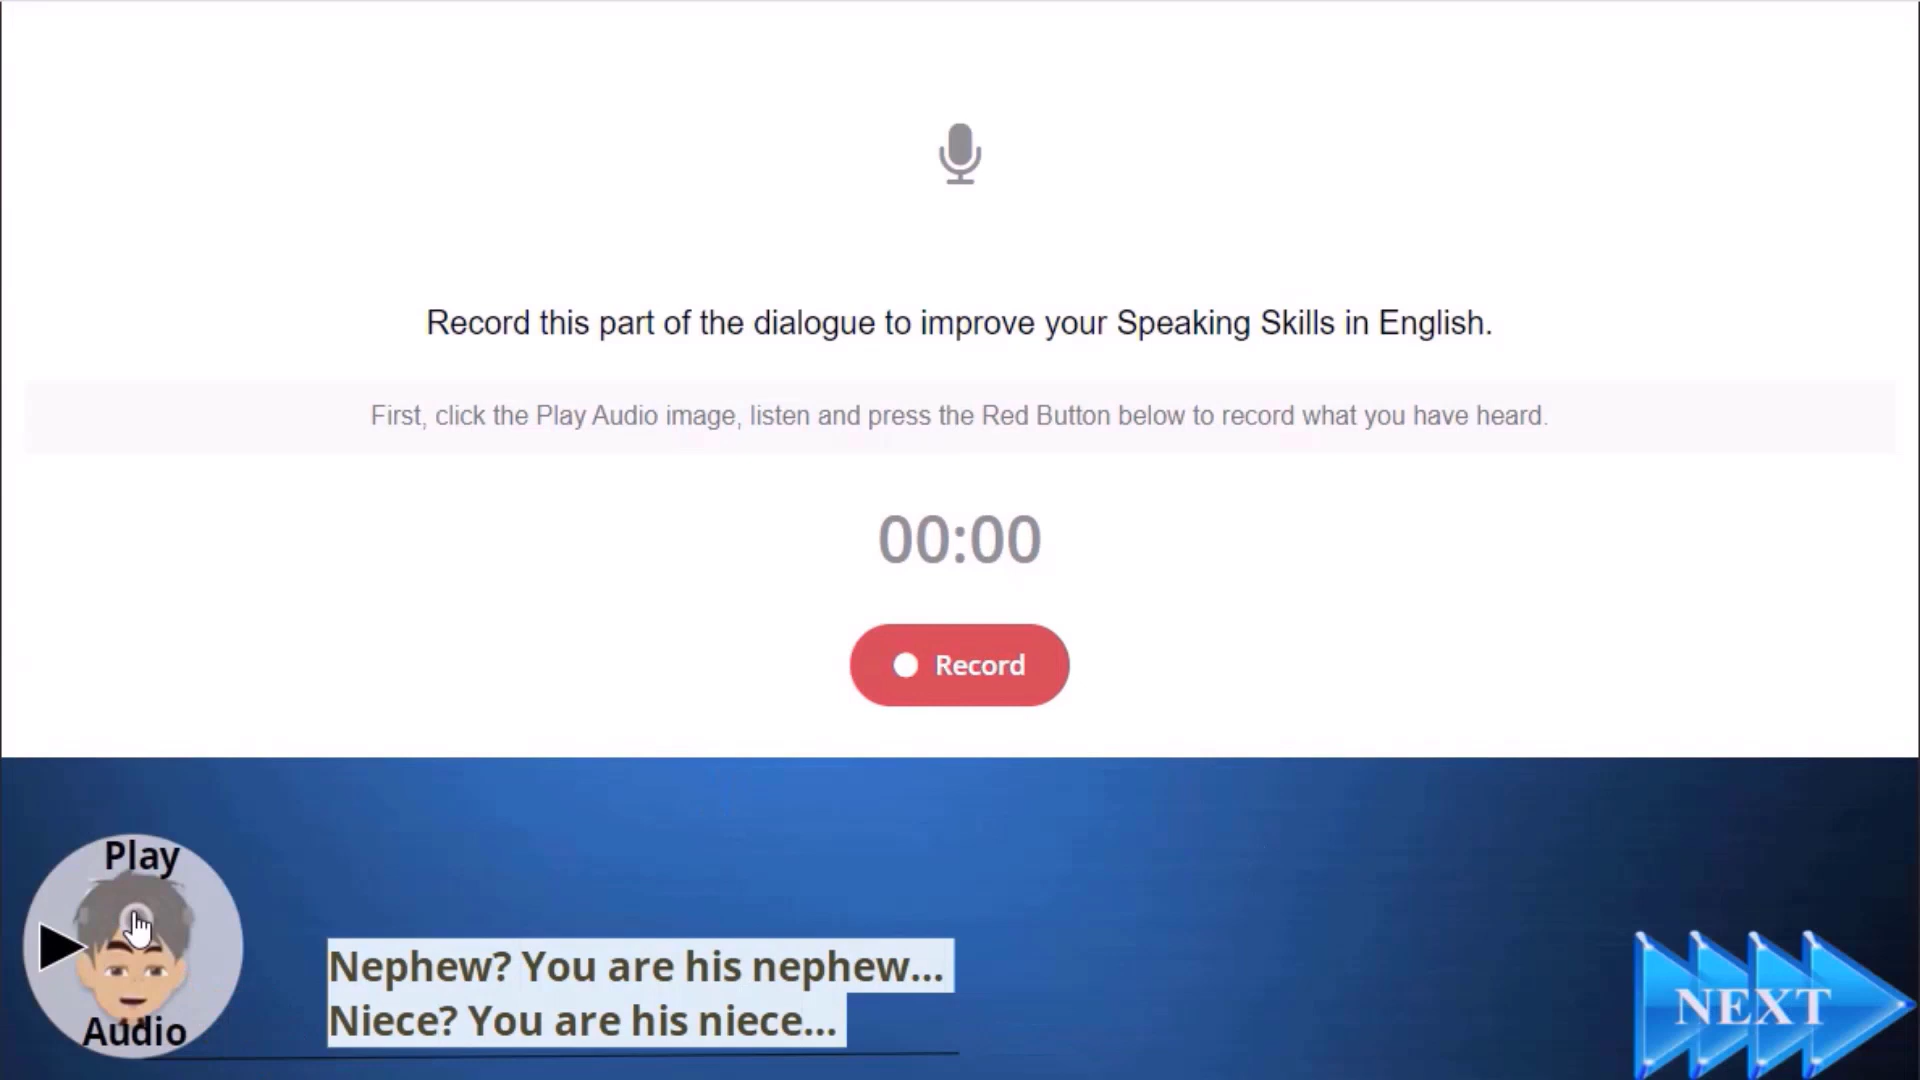 Record this part of the dialogue to improve your Speaking Skills in English.
First, click the Play Audio image, listen and press the Red Button below to record what you have heard.
00:00
Record
Play
Audio
Nephew? You are his nephew...
Niece? You are his niece...
NEXT